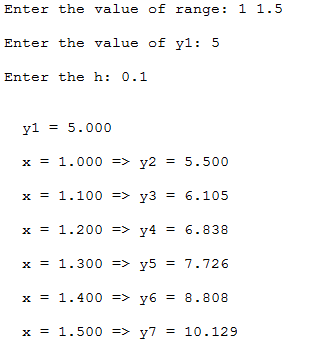 Enter the value of range: 1 1.5
Enter the value of y1: 5
Enter the h: 0.1
y1 = 5.000
x = 1.000 => y2 = 5.500
x = 1.100 => y3 = 6.105
x = 1.200 => y4 = 6.838
x = 1.300 => y5 = 7.726
x = 1.400 => y6 = 8.808
x = 1.500 => y7 = 10.129